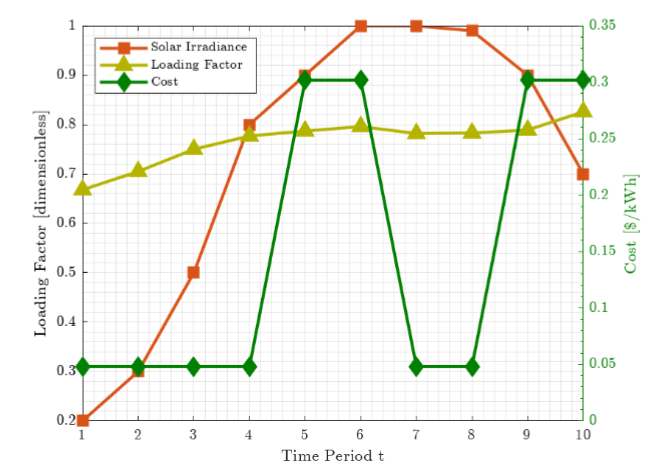 Solar Irradiance
Loading Factor
Cost
1
0.9
0.8
0.7
0.6
0.5
0.4
0.3
0.2
Loading Factor [dimensionless]
0.35
0.3
0.25
0.2
0.15
0.1
0.05
0
Cost [$/kWh]
1 2 3 4 5 6 7 8 9 10
Time Period t